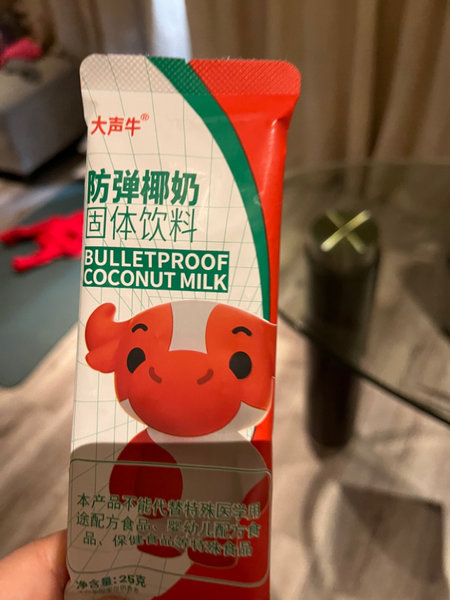 大声牛®
防弹椰奶
固体饮料
BULLETPROOF
COCONUT MILK
本产品不能代替特殊医学用
途配方食品、婴幼儿配方食
品、保健食品等特殊食品
净含量:25克